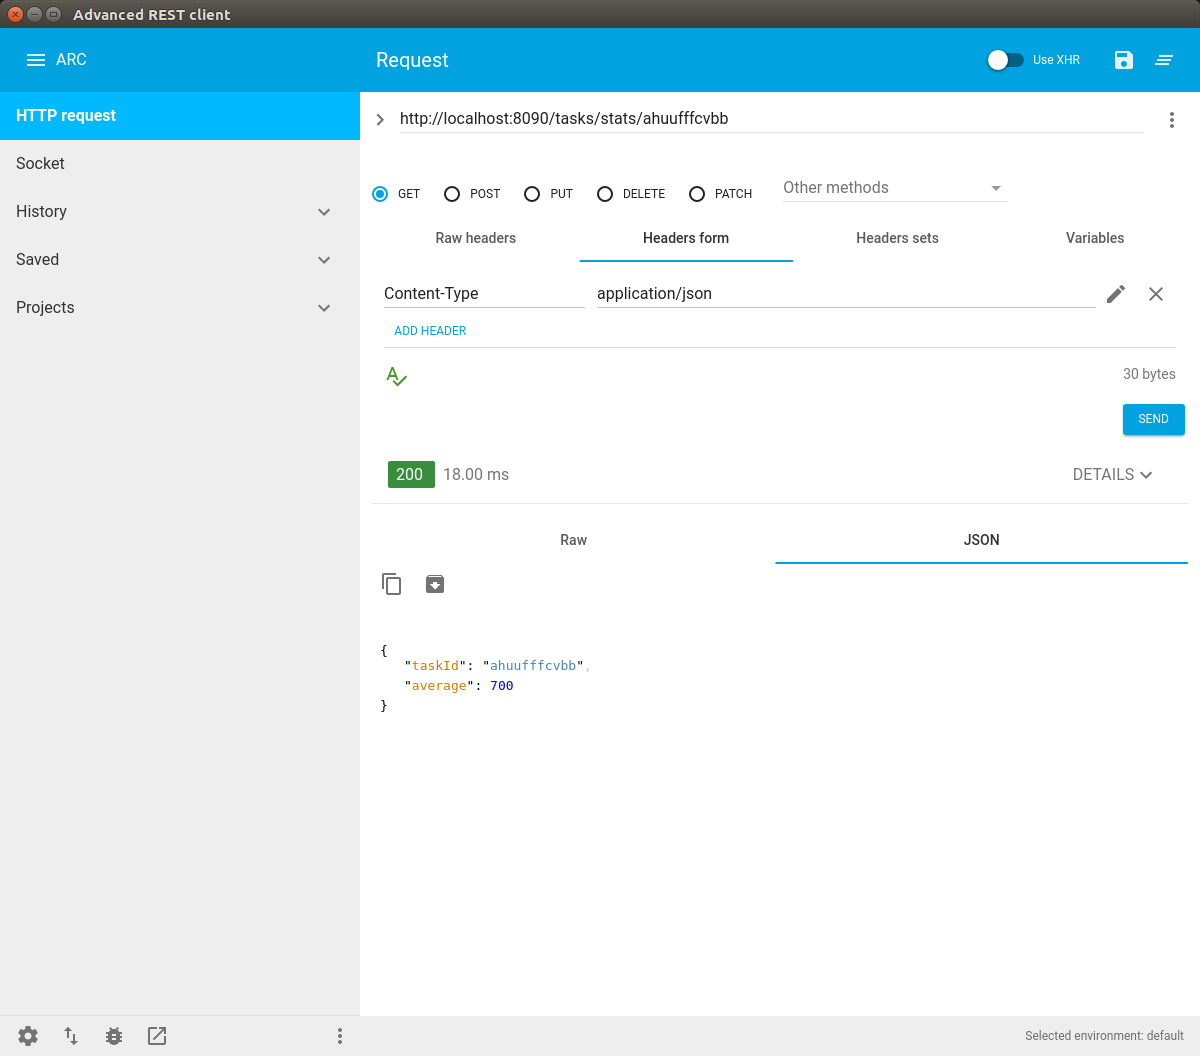 Advanced REST client
ARC
Request
Use XHR
HTTP request
Socket
History
Saved
Projects
http://localhost:8090/tasks/stats/ahuufffcvbb
GET POST PUT DELETE PATCH Other methods
Raw headers Headers form Headers sets Variables
Content-Type application/json
ADD HEADER
30 bytes
SEND
200 18.00 ms DETAILS
Raw JSON
{
"taskId": "ahuufffcvbb",
"average": 700
}
Selected environment: default